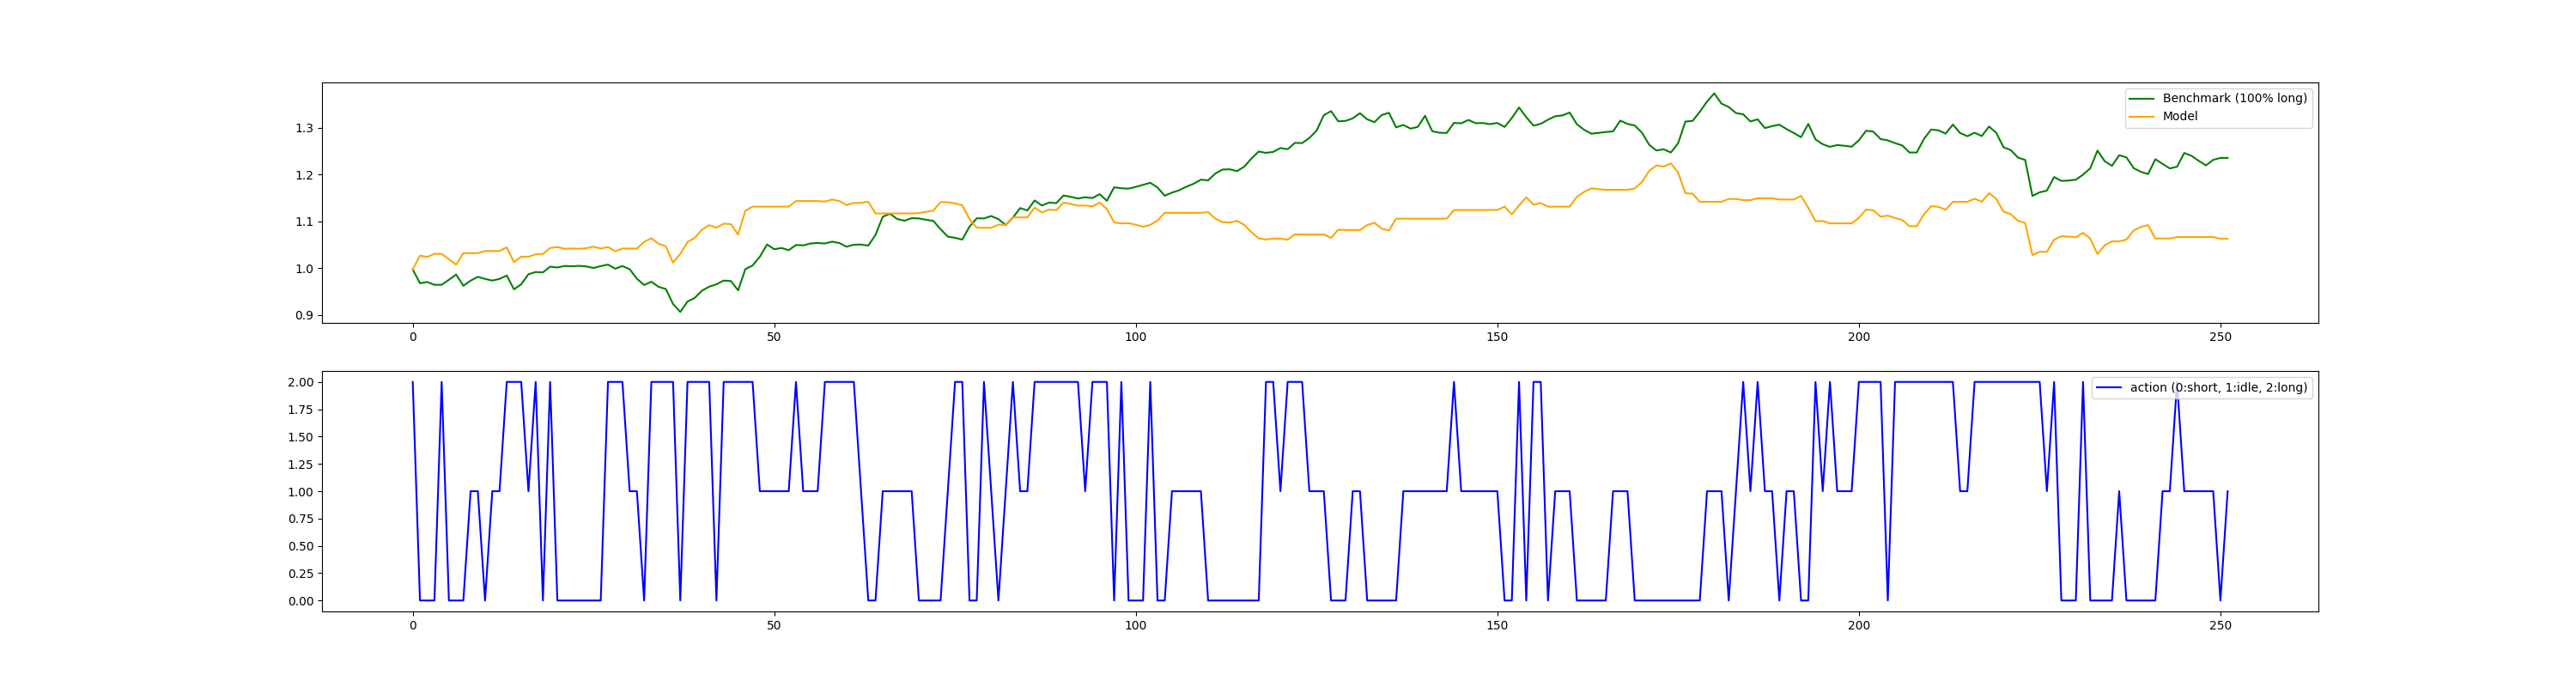 Benchmark (100% long)
Model
1.3
1.2
1.1
1.0
0.9
0 50 100 150 200 250
action (0:short, 1:idle, 2:long)
2.00
1.75
1.50
1.25
1.00
0.75
0.50
0.25
0.00
0 50 100 150 200 250